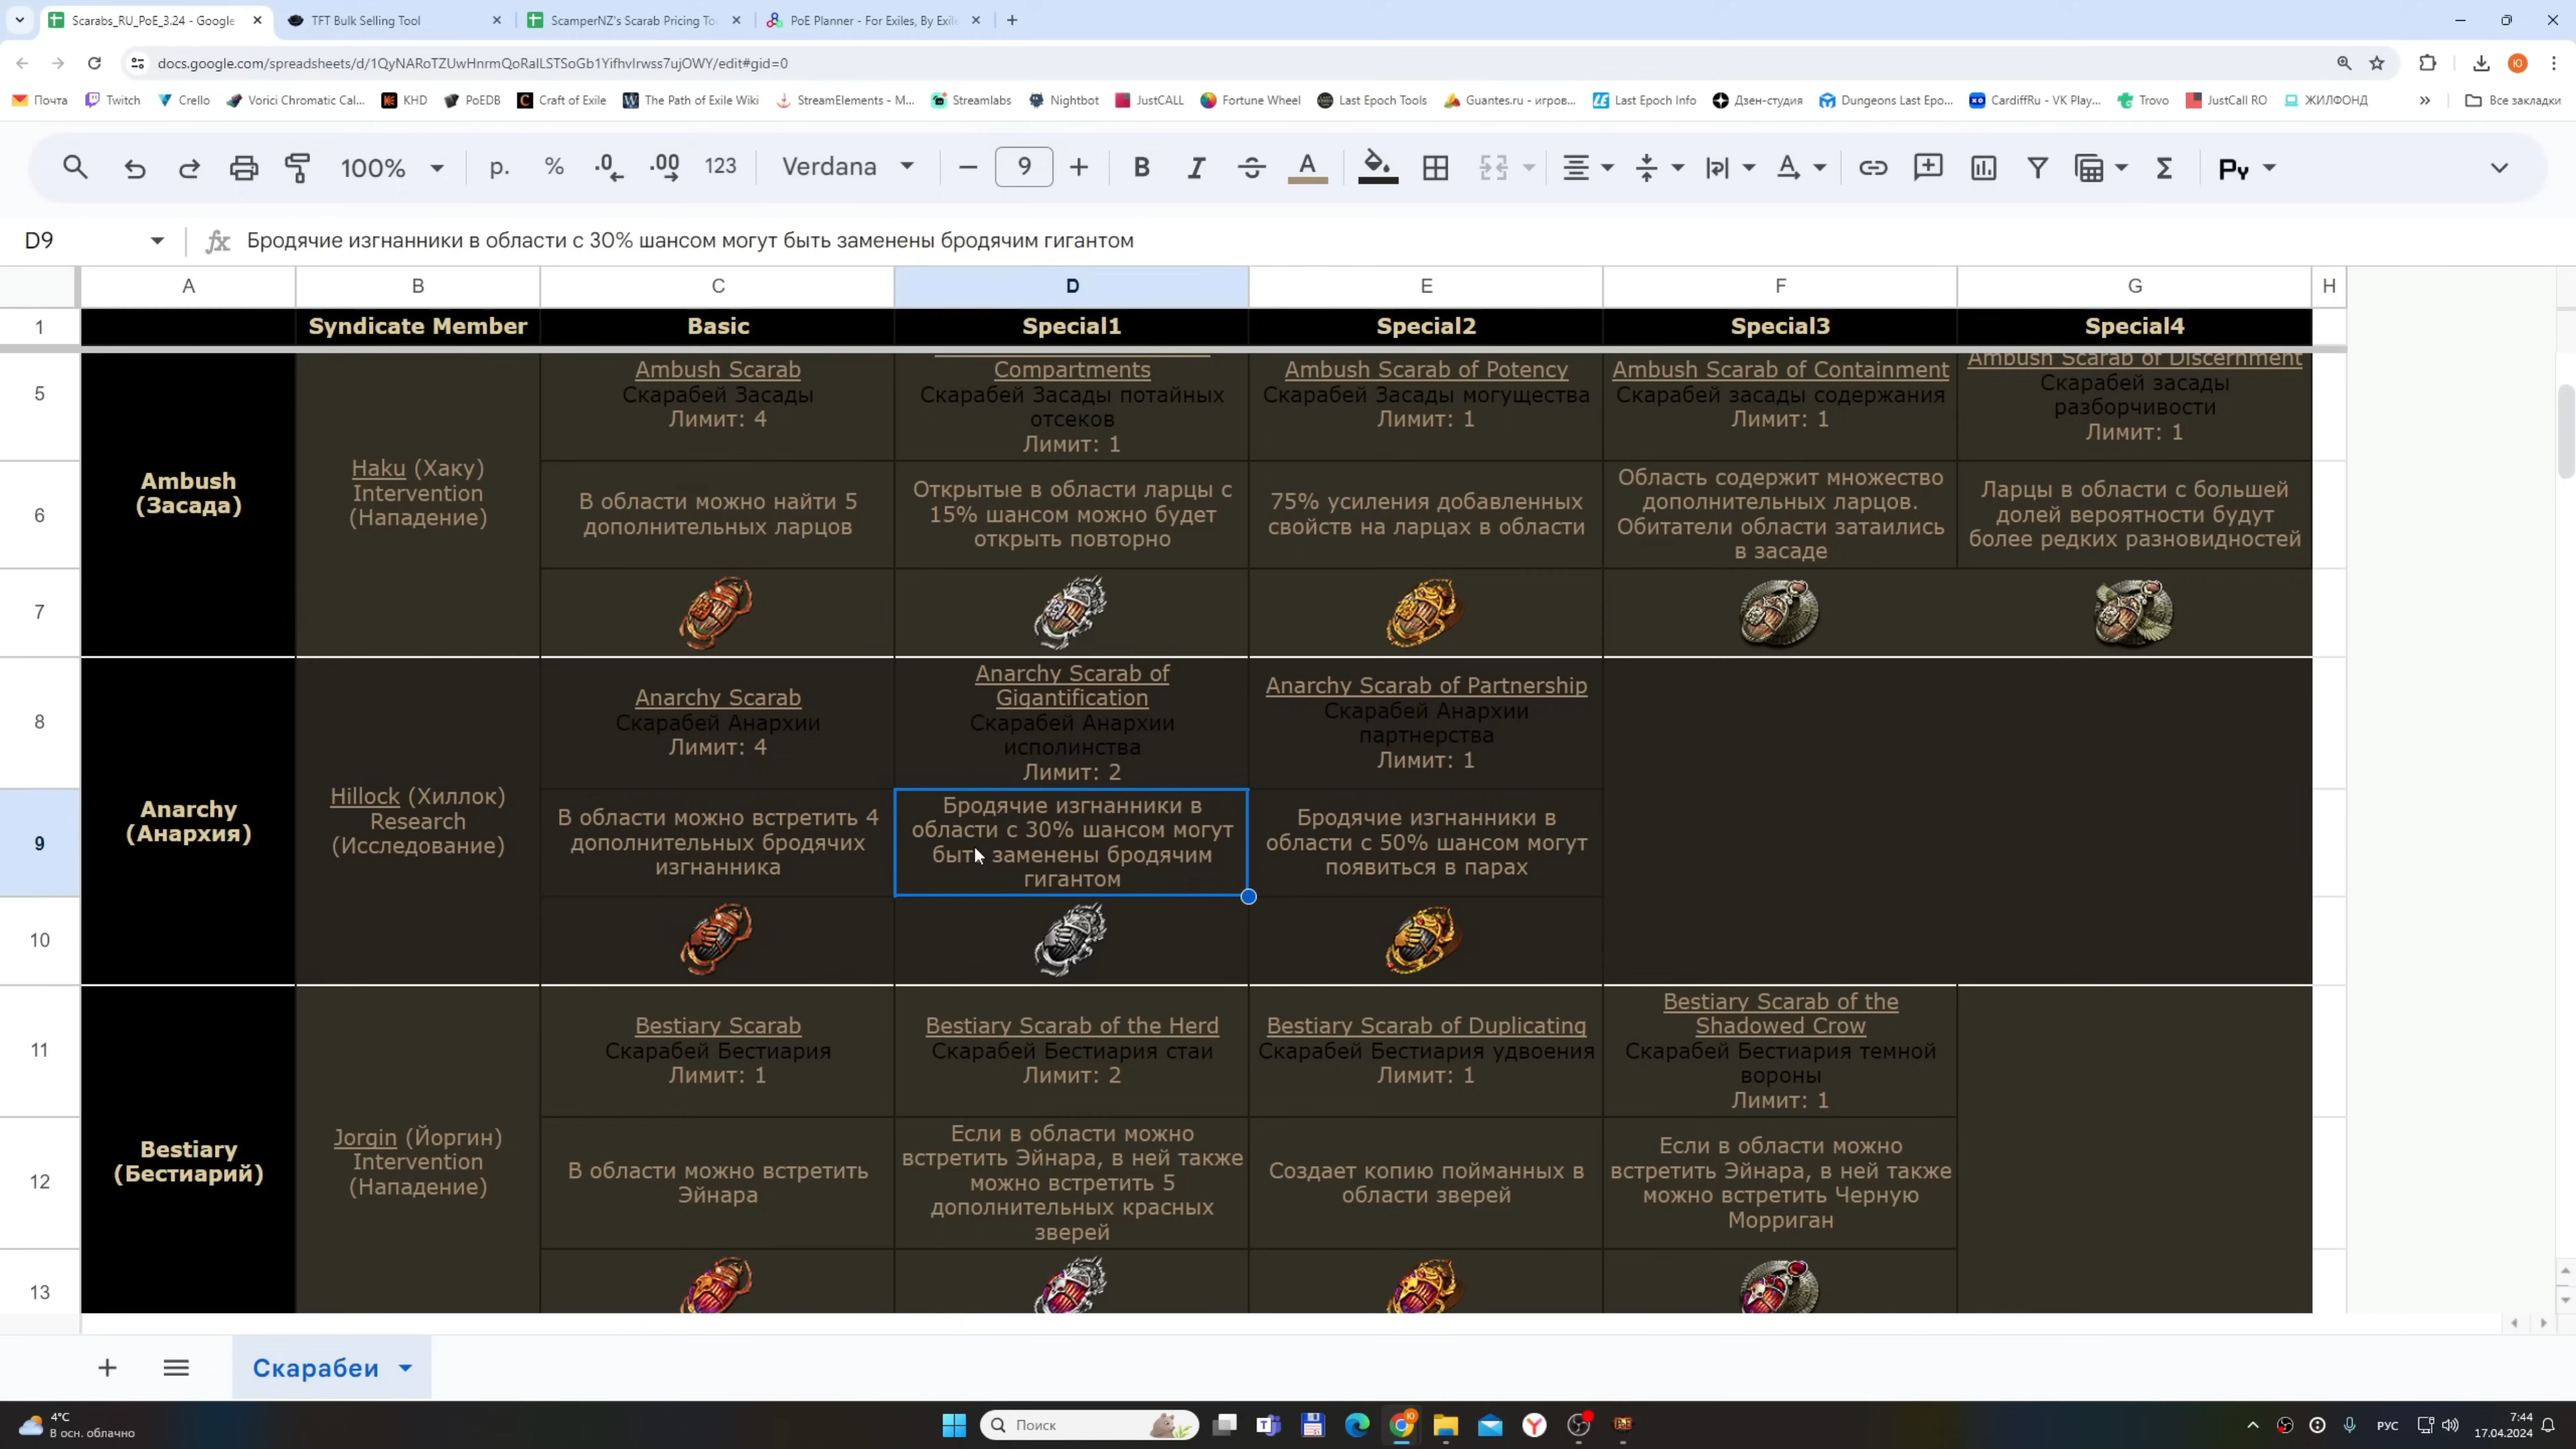 Scarabs_RU_PoE_3.24 - Google
TFT Bulk Selling Tool
ScamperNZ's Scarab Pricing To
PoE Planner - For Exiles, By Exile
docs.google.com/spreadsheets/d/1QyNARoTZUwHnrmQoRaILSTSoGb1YifhvIrwss7ujOWY/edit#gid=0
Почта
Twitch
Crello
Vorici Chromatic Cal...
KHD
PoEDB
Craft of Exile
The Path of Exile Wiki
StreamElements - M...
Streamlabs
Nightbot
JustCALL
Fortune Wheel
Last Epoch Tools
Guantes.ru - игров...
Last Epoch Info
Дзен-студия
Dungeons Last Epo...
CardiffRu - VK Play...
Trovo
JustCall RO
ЖИЛФОНД
Все закладки
100%
р.
%
.0
.00
123
Verdana
9
D9
Бродячие изгнанники в области с 30% шансом могут быть заменены бродячим гигантом
A
B
C
D
E
F
G
H
1
Syndicate Member
Basic
Special1
Special2
Special3
Special4
5
Ambush Scarab
Скарабей Засады
Лимит: 4
Compartments
Скарабей Засады потайных
отсеков
Лимит: 1
Ambush Scarab of Potency
Скарабей Засады могущества
Лимит: 1
Ambush Scarab of Containment
Скарабей засады содержания
Лимит: 1
Ambush Scarab of Discernment
Скарабей засады
разборчивости
Лимит: 1
Ambush
(Засада)
Haku (Хаку)
Intervention
(Нападение)
6
В области можно найти 5
дополнительных ларцов
Открытые в области ларцы с
15% шансом можно будет
открыть повторно
75% усиления добавленных
свойств на ларцах в области
Область содержит множество
дополнительных ларцов.
Обитатели области затаились
в засаде
Ларцы в области с большей
долей вероятности будут
более редких разновидностей
7
8
Anarchy Scarab
Скарабей Анархии
Лимит: 4
Anarchy Scarab of
Gigantification
Скарабей Анархии
исполинства
Лимит: 2
Anarchy Scarab of Partnership
Скарабей Анархии
партнерства
Лимит: 1
Anarchy
(Анархия)
Hillock (Хиллок)
Research
(Исследование)
9
В области можно встретить 4
дополнительных бродячих
изгнанника
Бродячие изгнанники в
области с 30% шансом могут
быть заменены бродячим
гигантом
Бродячие изгнанники в
области с 50% шансом могут
появиться в парах
10
11
Bestiary Scarab
Скарабей Бестиария
Лимит: 1
Bestiary Scarab of the Herd
Скарабей Бестиария стаи
Лимит: 2
Bestiary Scarab of Duplicating
Скарабей Бестиария удвоения
Лимит: 1
Bestiary Scarab of the
Shadowed Crow
Скарабей Бестиария темной
вороны
Лимит: 1
Bestiary
(Бестиарий)
Jorgin (Йоргин)
Intervention
(Нападение)
12
В области можно встретить
Эйнара
Если в области можно
встретить Эйнара, в ней также
можно встретить 5
дополнительных красных
зверей
Создает копию пойманных в
области зверей
Если в области можно
встретить Эйнара, в ней также
можно встретить Черную
Морриган
13
Скарабеи
4°C
В осн. облачно
Поиск
РУС
7:44
17.04.2024